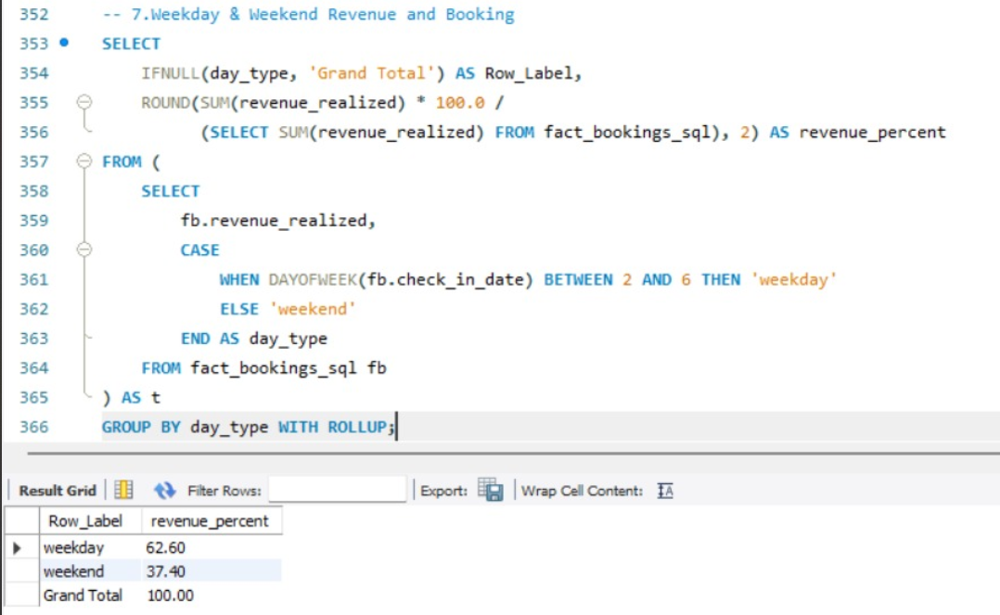 352 -- 7.Weekday & Weekend Revenue and Booking
353 SELECT
354 IFNULL(day_type, 'Grand Total') AS Row_Label,
355 ROUND(SUM(revenue_realized) * 100.0 /
356 (SELECT SUM(revenue_realized) FROM fact_bookings_sql), 2) AS revenue_percent
357 FROM (
358 SELECT
359 fb.revenue_realized,
360 CASE
361 WHEN DAYOFWEEK(fb.check_in_date) BETWEEN 2 AND 6 THEN 'weekday'
362 ELSE 'weekend'
363 END AS day_type
364 FROM fact_bookings_sql fb
365 ) AS t
366 GROUP BY day_type WITH ROLLUP;
Result Grid Filter Rows: Export: Wrap Cell Content: IA
Row_Label revenue_percent
weekday 62.60
weekend 37.40
Grand Total 100.00